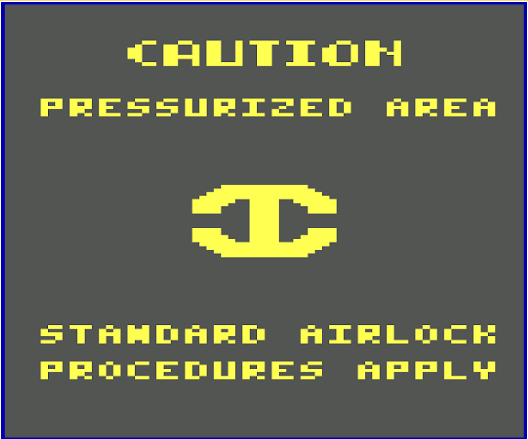 CAUTION
PRESSURIZED AREA
STANDARD AIRLOCK
PROCEDURES APPLY